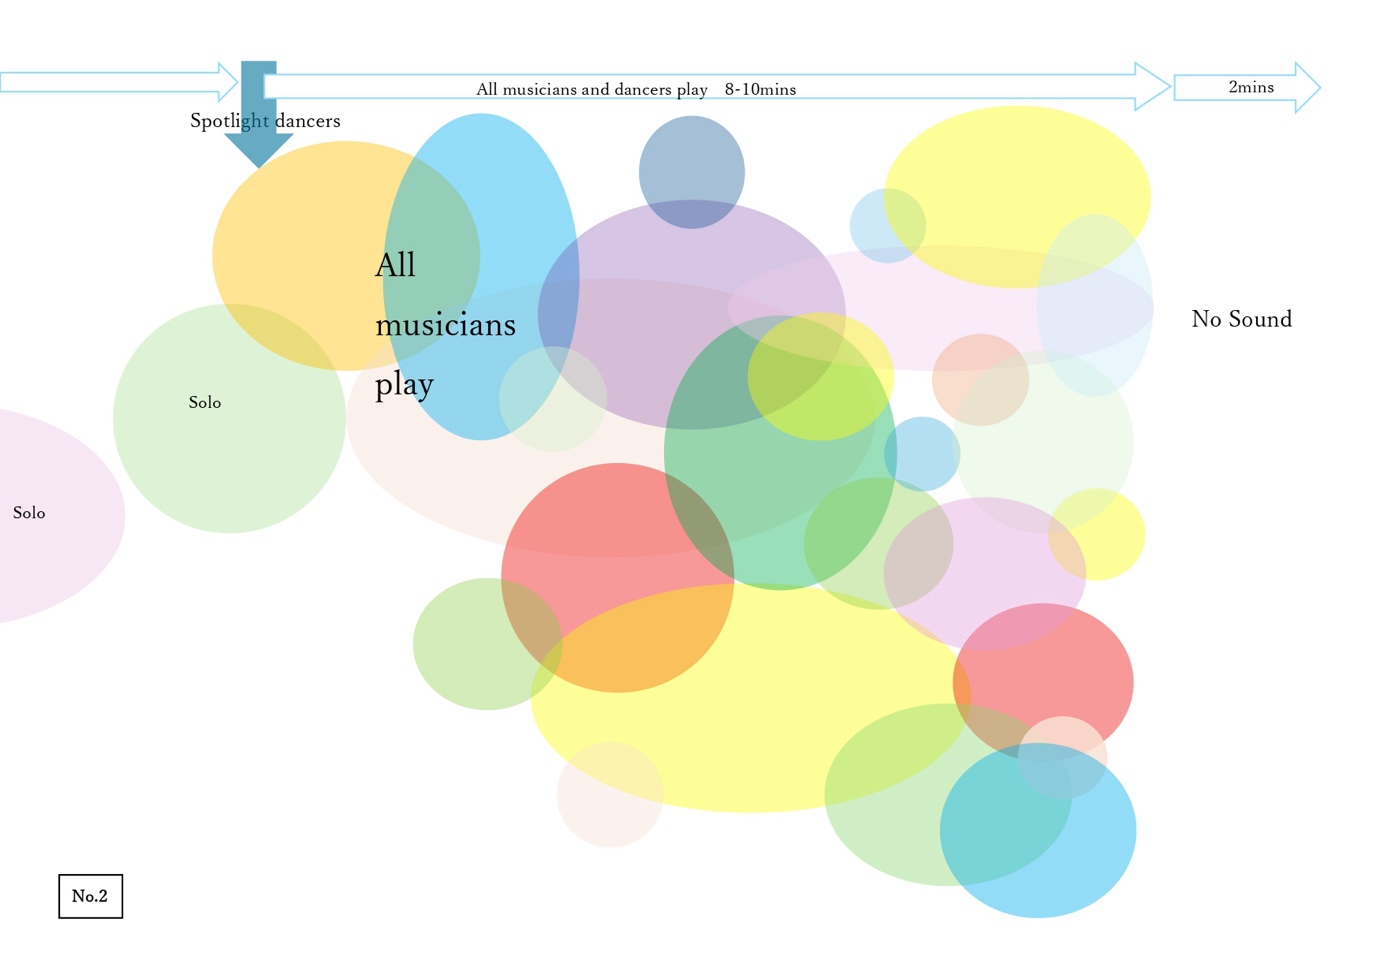 All musicians and dancers play 8-10mins
2mins
Spotlight dancers
All
musicians
play
No Sound
Solo
Solo
No.2